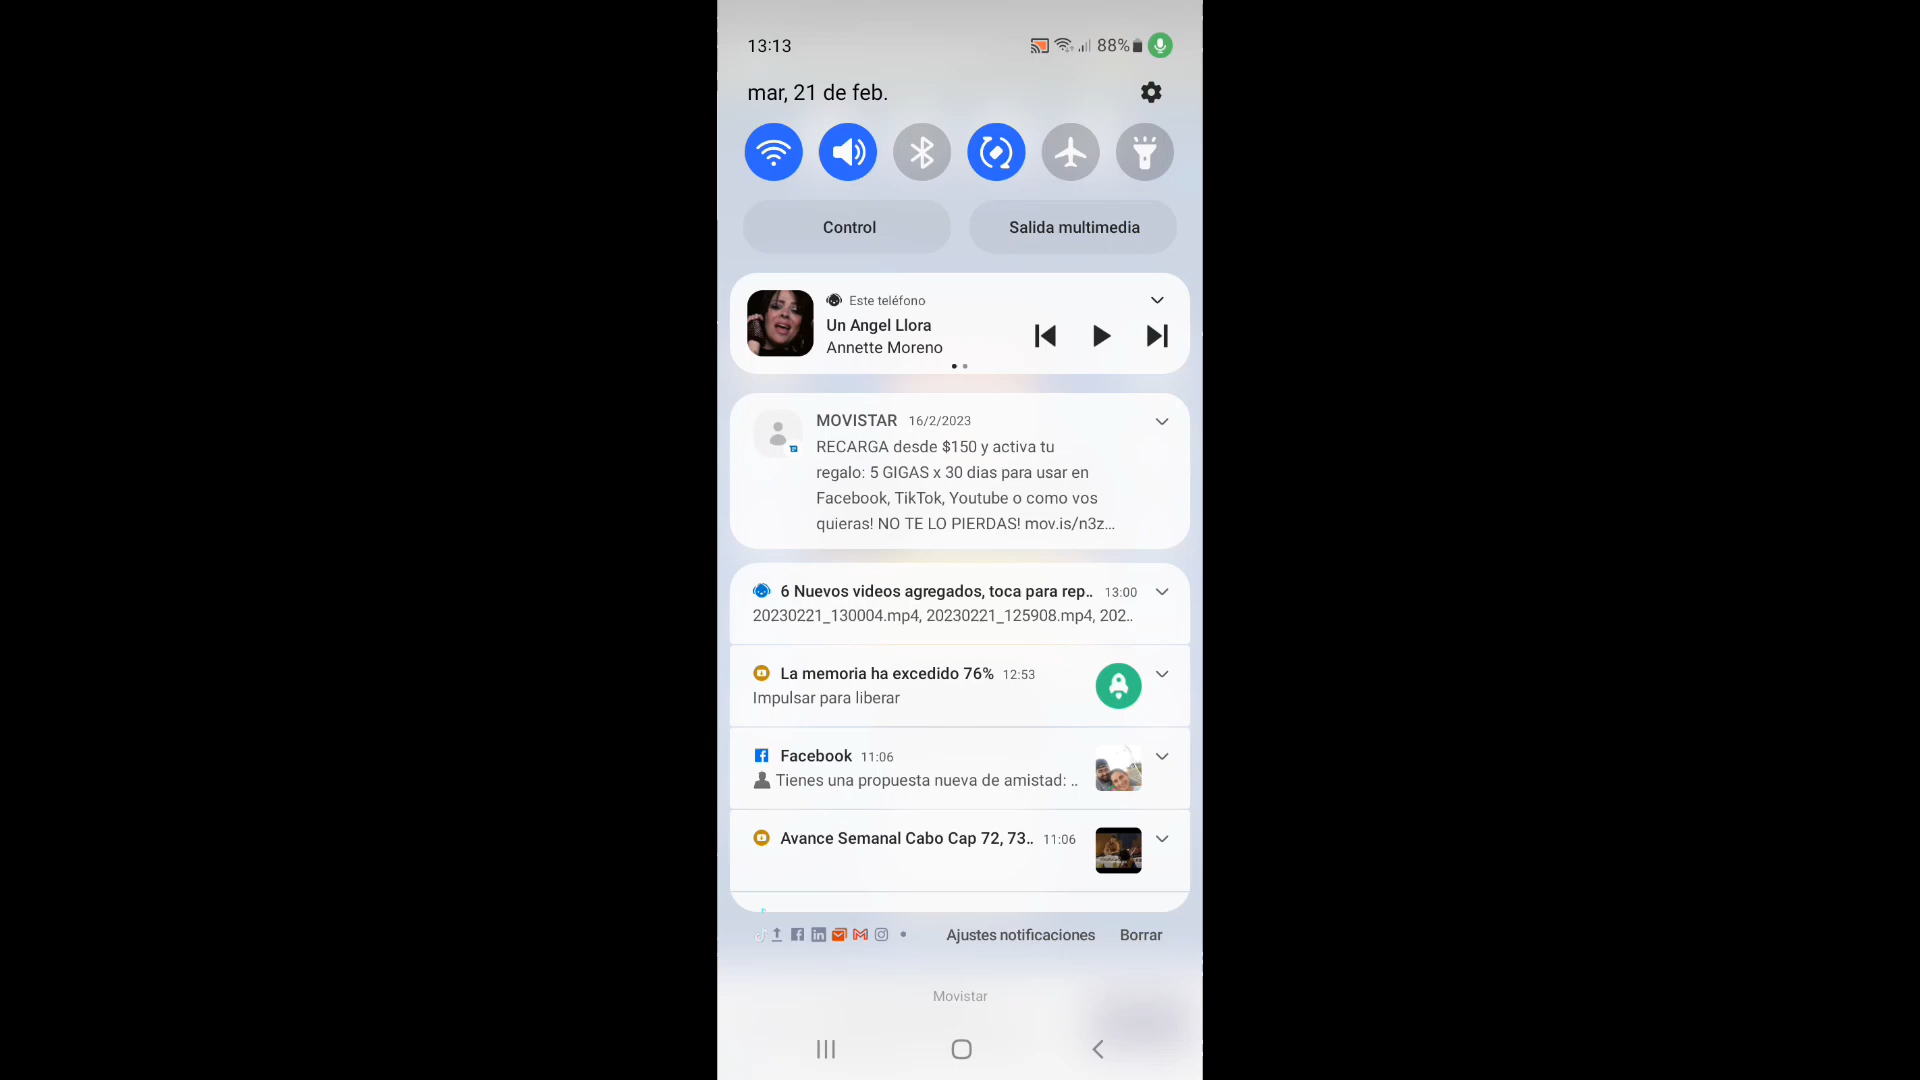 13:13
88%
mar, 21 de feb.
Control
Salida multimedia
Este teléfono
Un Angel Llora
Annette Moreno
MOVISTAR 16/2/2023
RECARGA desde $150 y activa tu
regalo: 5 GIGAS x 30 dias para usar en
Facebook, TikTok, Youtube o como vos
quieras! NO TE LO PIERDAS! mov.is/n3z...
6 Nuevos videos agregados, toca para rep.. 13:00
20230221_130004.mp4, 20230221_125908.mp4, 202..
La memoria ha excedido 76% 12:53
Impulsar para liberar
Facebook 11:06
Tienes una propuesta nueva de amistad: ..
Avance Semanal Cabo Cap 72, 73.. 11:06
Ajustes notificaciones
Borrar
Movistar